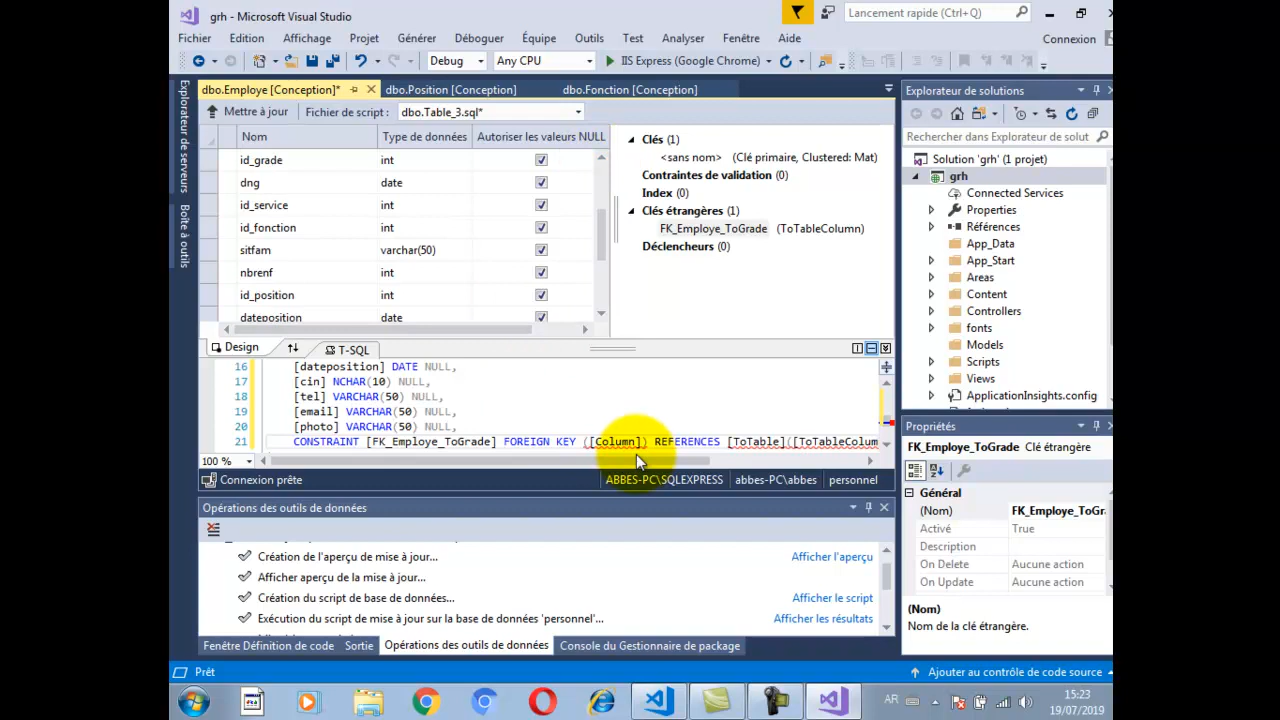 grh - Microsoft Visual Studio
Lancement rapide (Ctrl+Q)
Fichier Edition Affichage Projet Générer Déboguer Équipe Outils Test Analyser Fenêtre Aide Connexion
Debug Any CPU IIS Express (Google Chrome)
Explorateur de serveurs
Boîte à outils
dbo.Employe [Conception]* dbo.Position [Conception] dbo.Fonction [Conception]
Mettre à jour Fichier de script : dbo.Table_3.sql*
Nom Type de données Autoriser les valeurs NULL
id_grade int
dng date
id_service int
id_fonction int
sitfam varchar(50)
nbrenf int
id_position int
dateposition date
Clés (1)
<sans nom> (Clé primaire, Clustered: Mat)
Contraintes de validation (0)
Index (0)
Clés étrangères (1)
FK_Employe_ToGrade (ToTableColumn)
Déclencheurs (0)
Design T-SQL
16 [dateposition] DATE NULL,
17 [cin] NCHAR(10) NULL,
18 [tel] VARCHAR(50) NULL,
19 [email] VARCHAR(50) NULL,
20 [photo] VARCHAR(50) NULL,
21 CONSTRAINT [FK_Employe_ToGrade] FOREIGN KEY ([Column]) REFERENCES [ToTable]([ToTableColum
100 %
Connexion prête ABBES-PC\SQLEXPRESS abbes-PC\abbes personnel
Opérations des outils de données
Création de l'aperçu de mise à jour... Afficher l'aperçu
Afficher aperçu de la mise à jour...
Création du script de base de données... Afficher le script
Exécution du script de mise à jour sur la base de données 'personnel'... Afficher les résultats
Fenêtre Définition de code Sortie Opérations des outils de données Console du Gestionnaire de package
Explorateur de solutions
Rechercher dans Explorateur de solut
Solution 'grh' (1 projet)
grh
Connected Services
Properties
Références
App_Data
App_Start
Areas
Content
Controllers
fonts
Models
Scripts
Views
ApplicationInsights.config
Propriétés
FK_Employe_ToGrade Clé étrangère
Général
(Nom) FK_Employe_ToGra
Activé True
Description
On Delete Aucune action
On Update Aucune action
(Nom)
Nom de la clé étrangère.
Prêt Ajouter au contrôle de code source
AR 15:23
19/07/2019